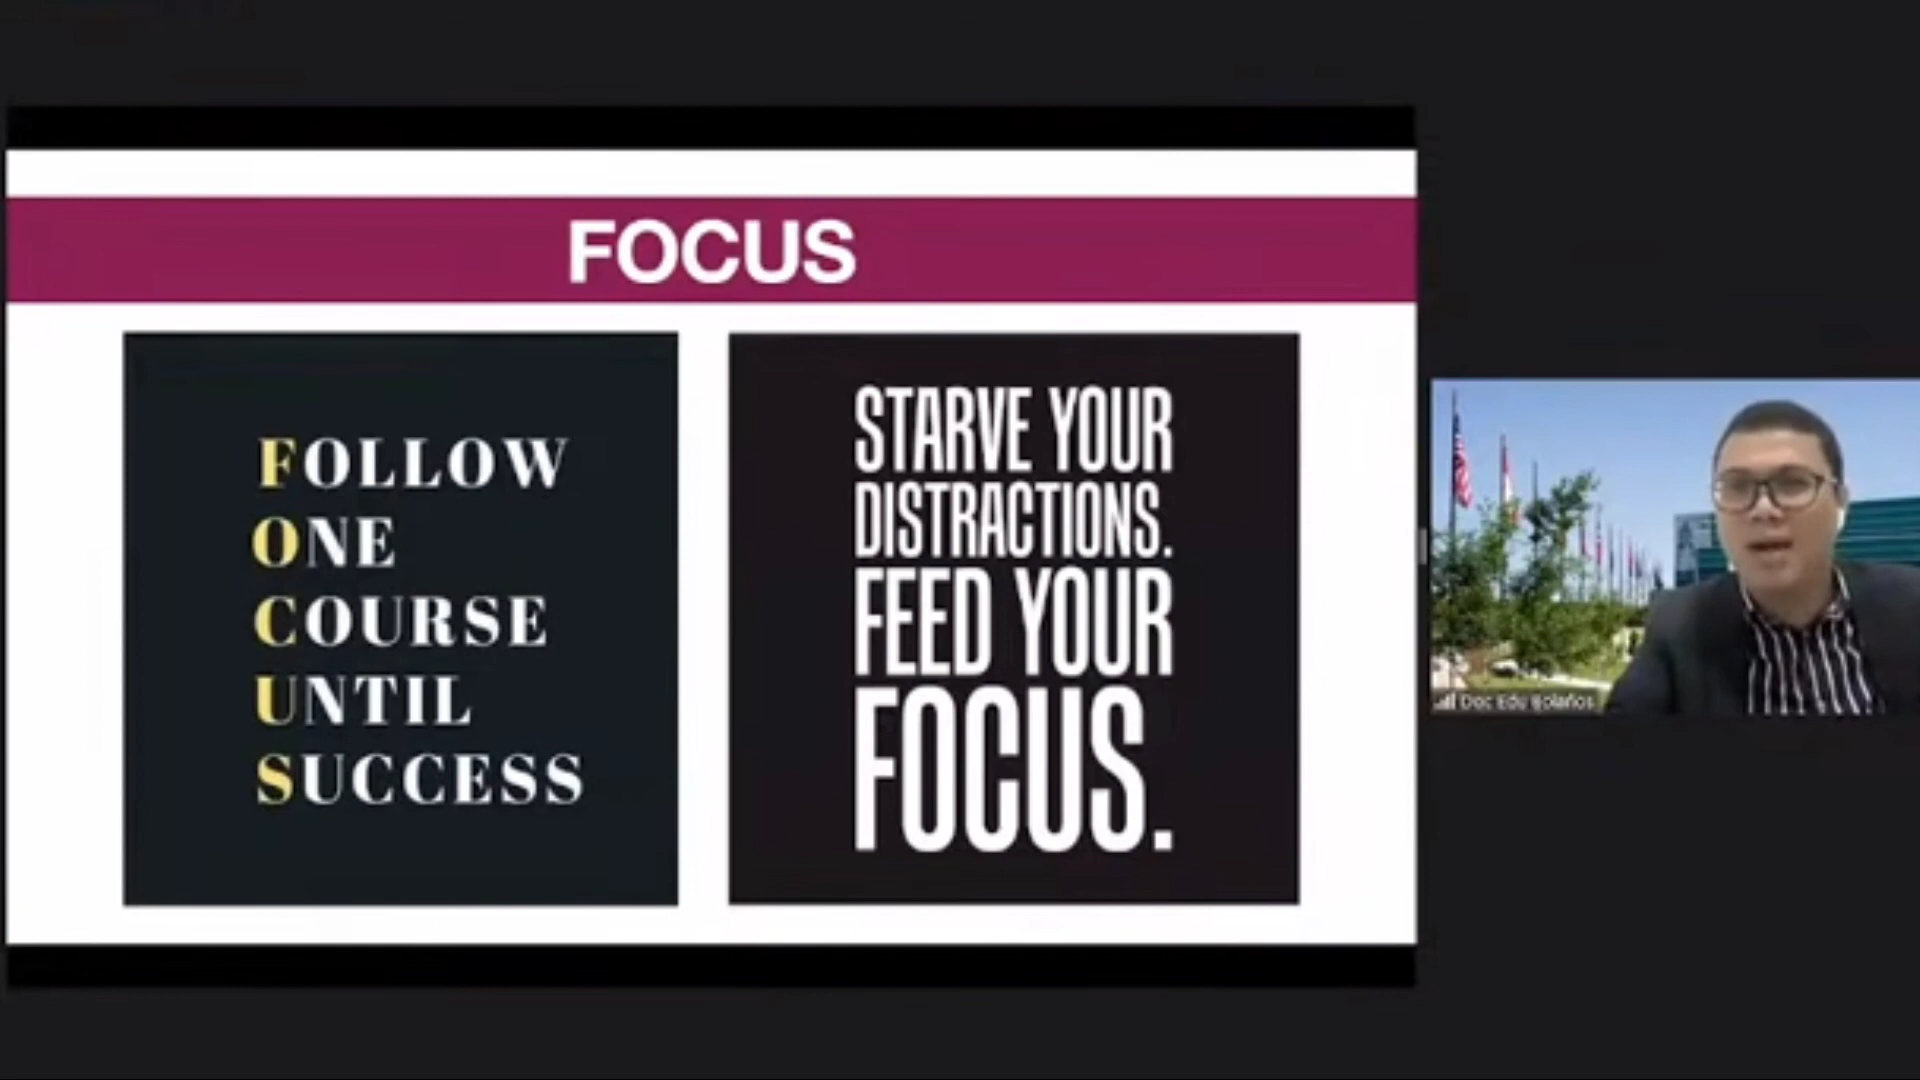 FOCUS
FOLLOW
ONE
COURSE
UNTIL
SUCCESS
STARVE YOUR
DISTRACTIONS.
FEED YOUR
FOCUS.
Doc Edu Bolaños